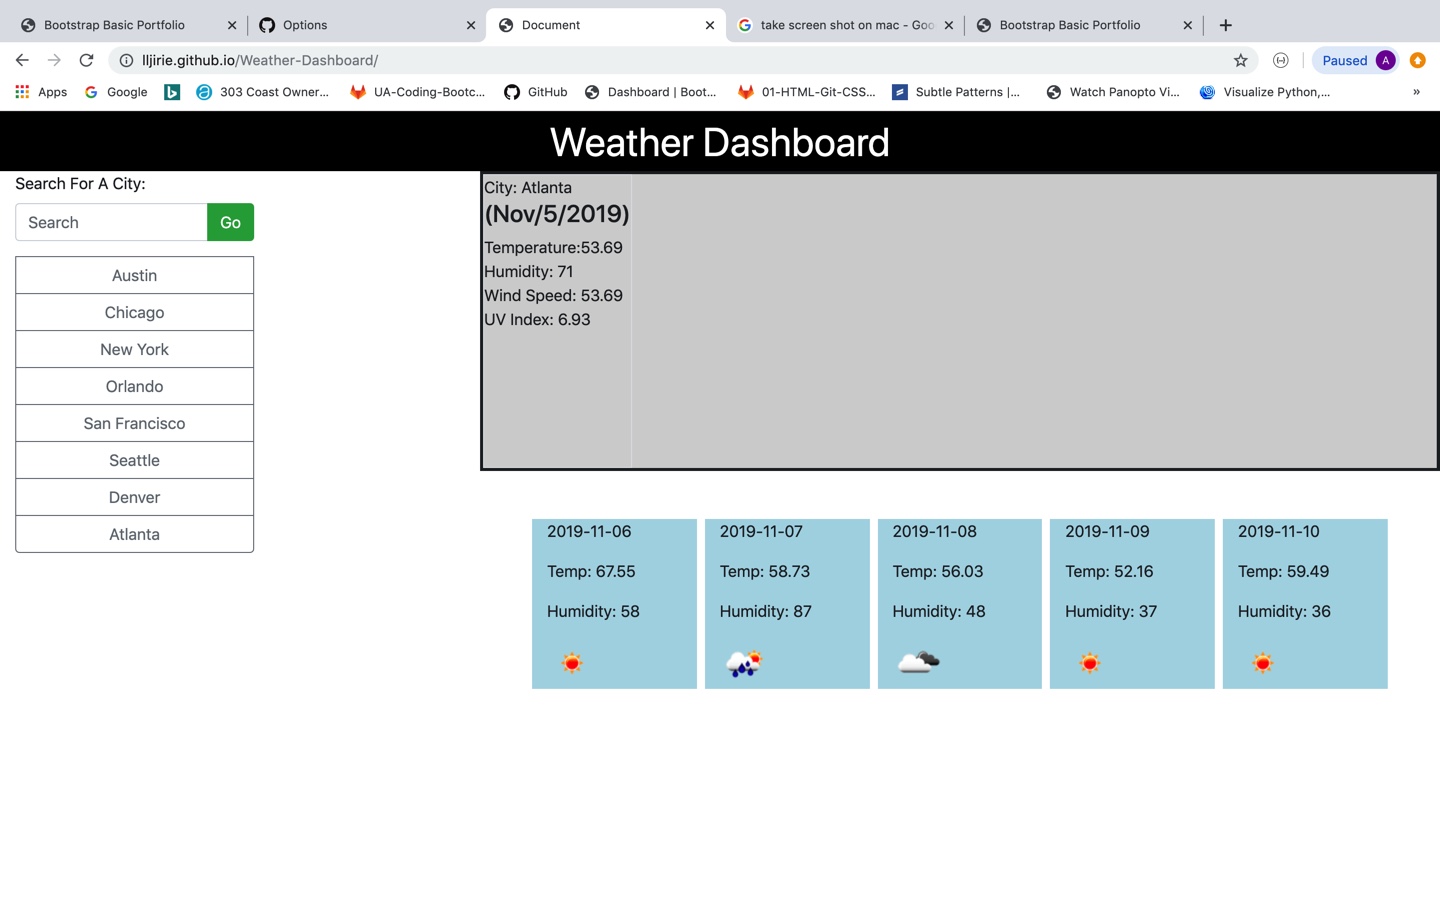 Bootstrap Basic Portfolio
Options
Document
take screen shot on mac - Goo
Bootstrap Basic Portfolio
lljirie.github.io/Weather-Dashboard/
Paused
A
Apps
Google
303 Coast Owner...
UA-Coding-Bootc...
GitHub
Dashboard | Boot...
01-HTML-Git-CSS...
Subtle Patterns |...
Watch Panopto Vi...
Visualize Python,...
»
Weather Dashboard
Search For A City:
Search
Go
Austin
Chicago
New York
Orlando
San Francisco
Seattle
Denver
Atlanta
City: Atlanta
(Nov/5/2019)
Temperature:53.69
Humidity: 71
Wind Speed: 53.69
UV Index: 6.93
2019-11-06
Temp: 67.55
Humidity: 58
2019-11-07
Temp: 58.73
Humidity: 87
2019-11-08
Temp: 56.03
Humidity: 48
2019-11-09
Temp: 52.16
Humidity: 37
2019-11-10
Temp: 59.49
Humidity: 36